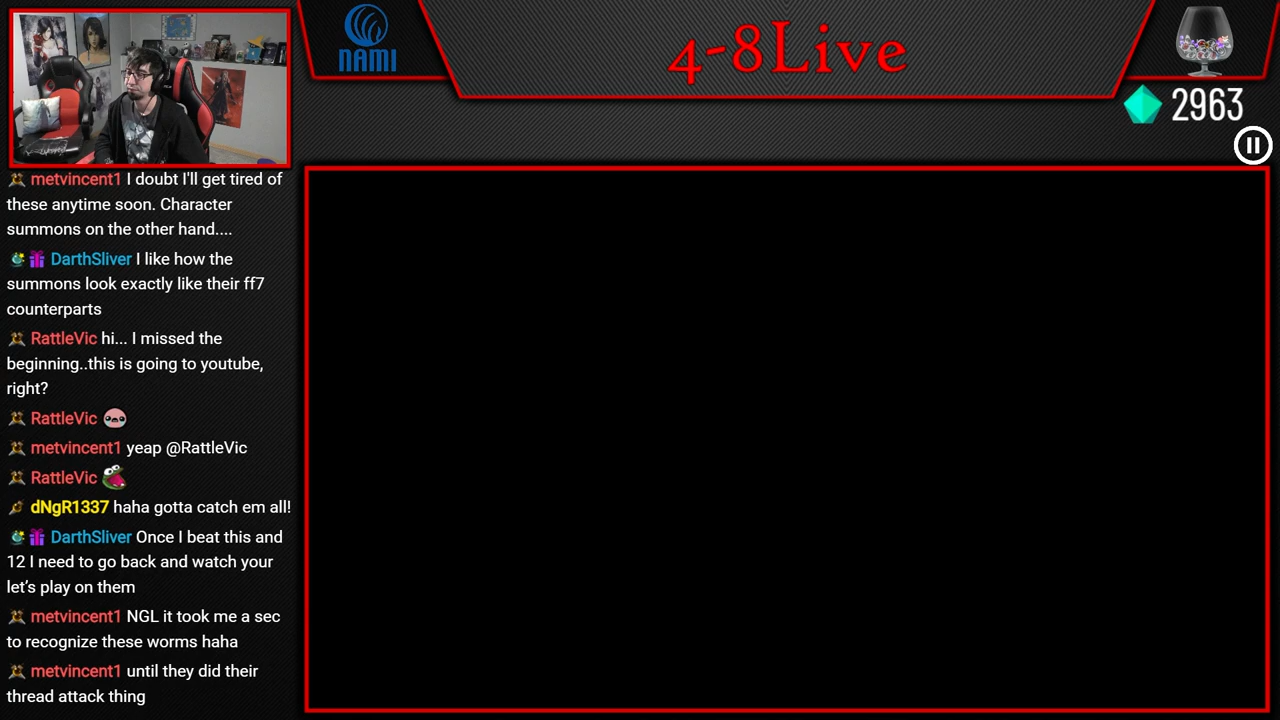 NAMI
4-8Live
2963
metvincent1 I doubt I'll get tired of
these anytime soon. Character
summons on the other hand....
DarthSliver I like how the
summons look exactly like their ff7
counterparts
RattleVic hi... I missed the
beginning..this is going to youtube,
right?
RattleVic
metvincent1 yeap @RattleVic
RattleVic
dNgR1337 haha gotta catch em all!
DarthSliver Once I beat this and
12 I need to go back and watch your
let’s play on them
metvincent1 NGL it took me a sec
to recognize these worms haha
metvincent1 until they did their
thread attack thing